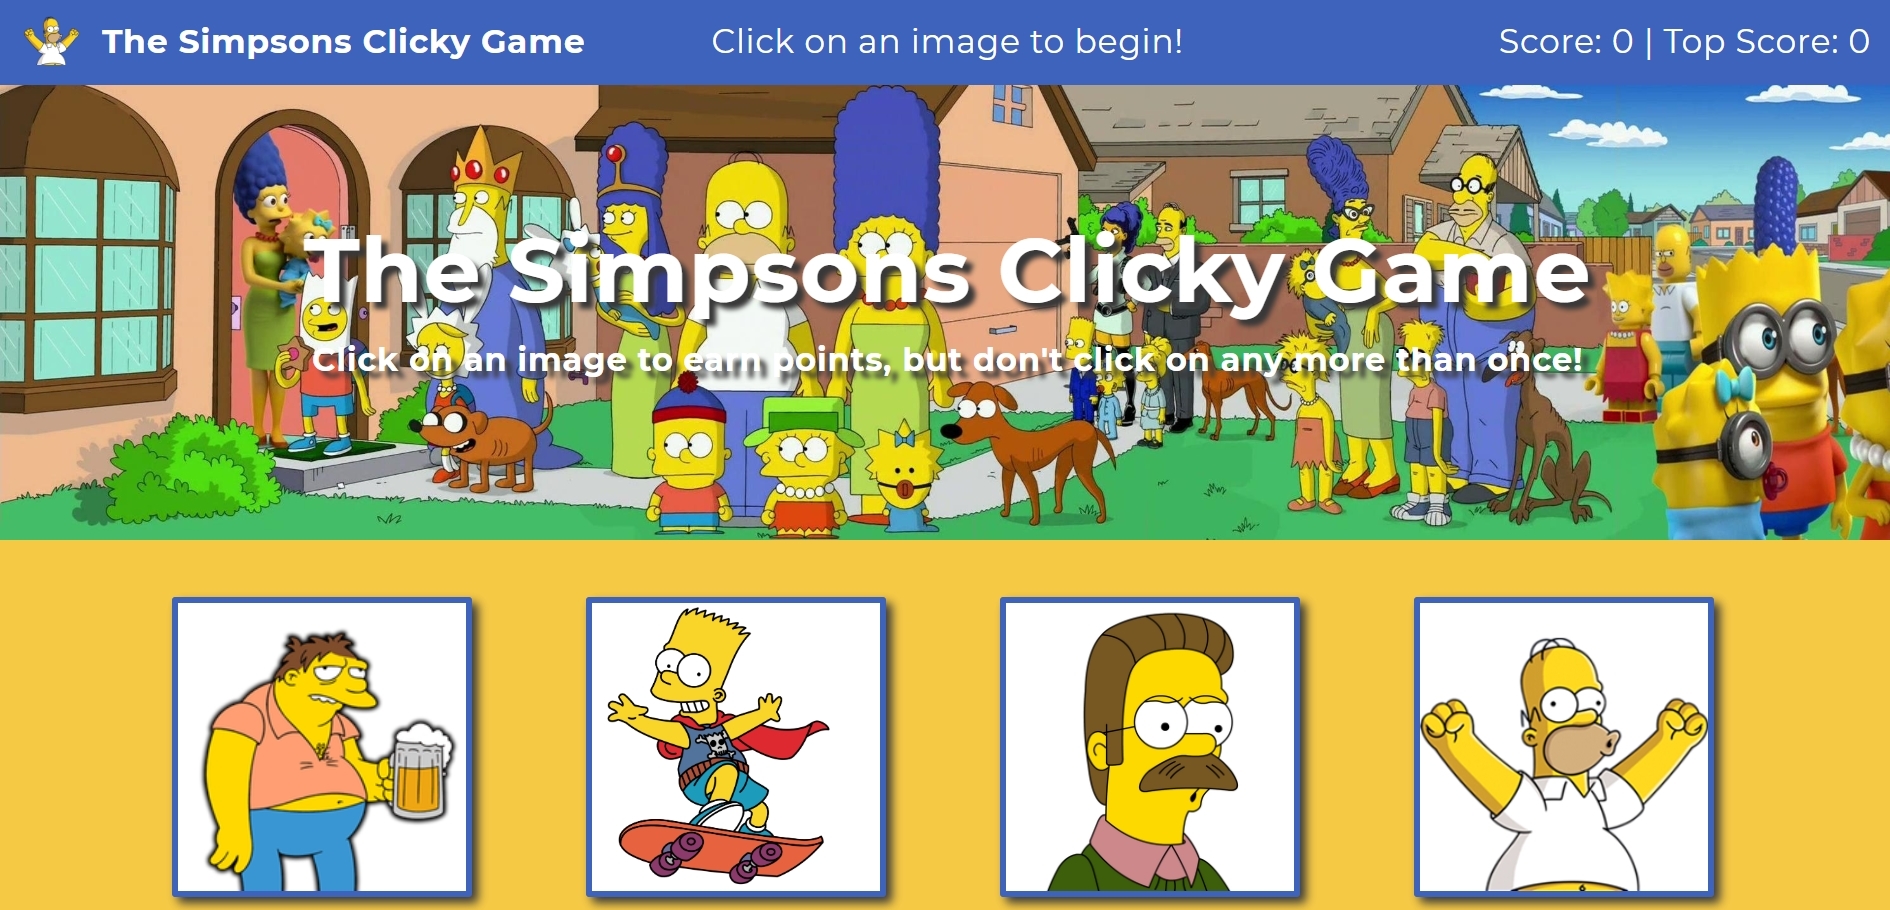 The Simpsons Clicky Game
Click on an image to begin!
Score: 0 | Top Score: 0
The Simpsons Clicky Game
Click on an image to earn points, but don't click on any more than once!